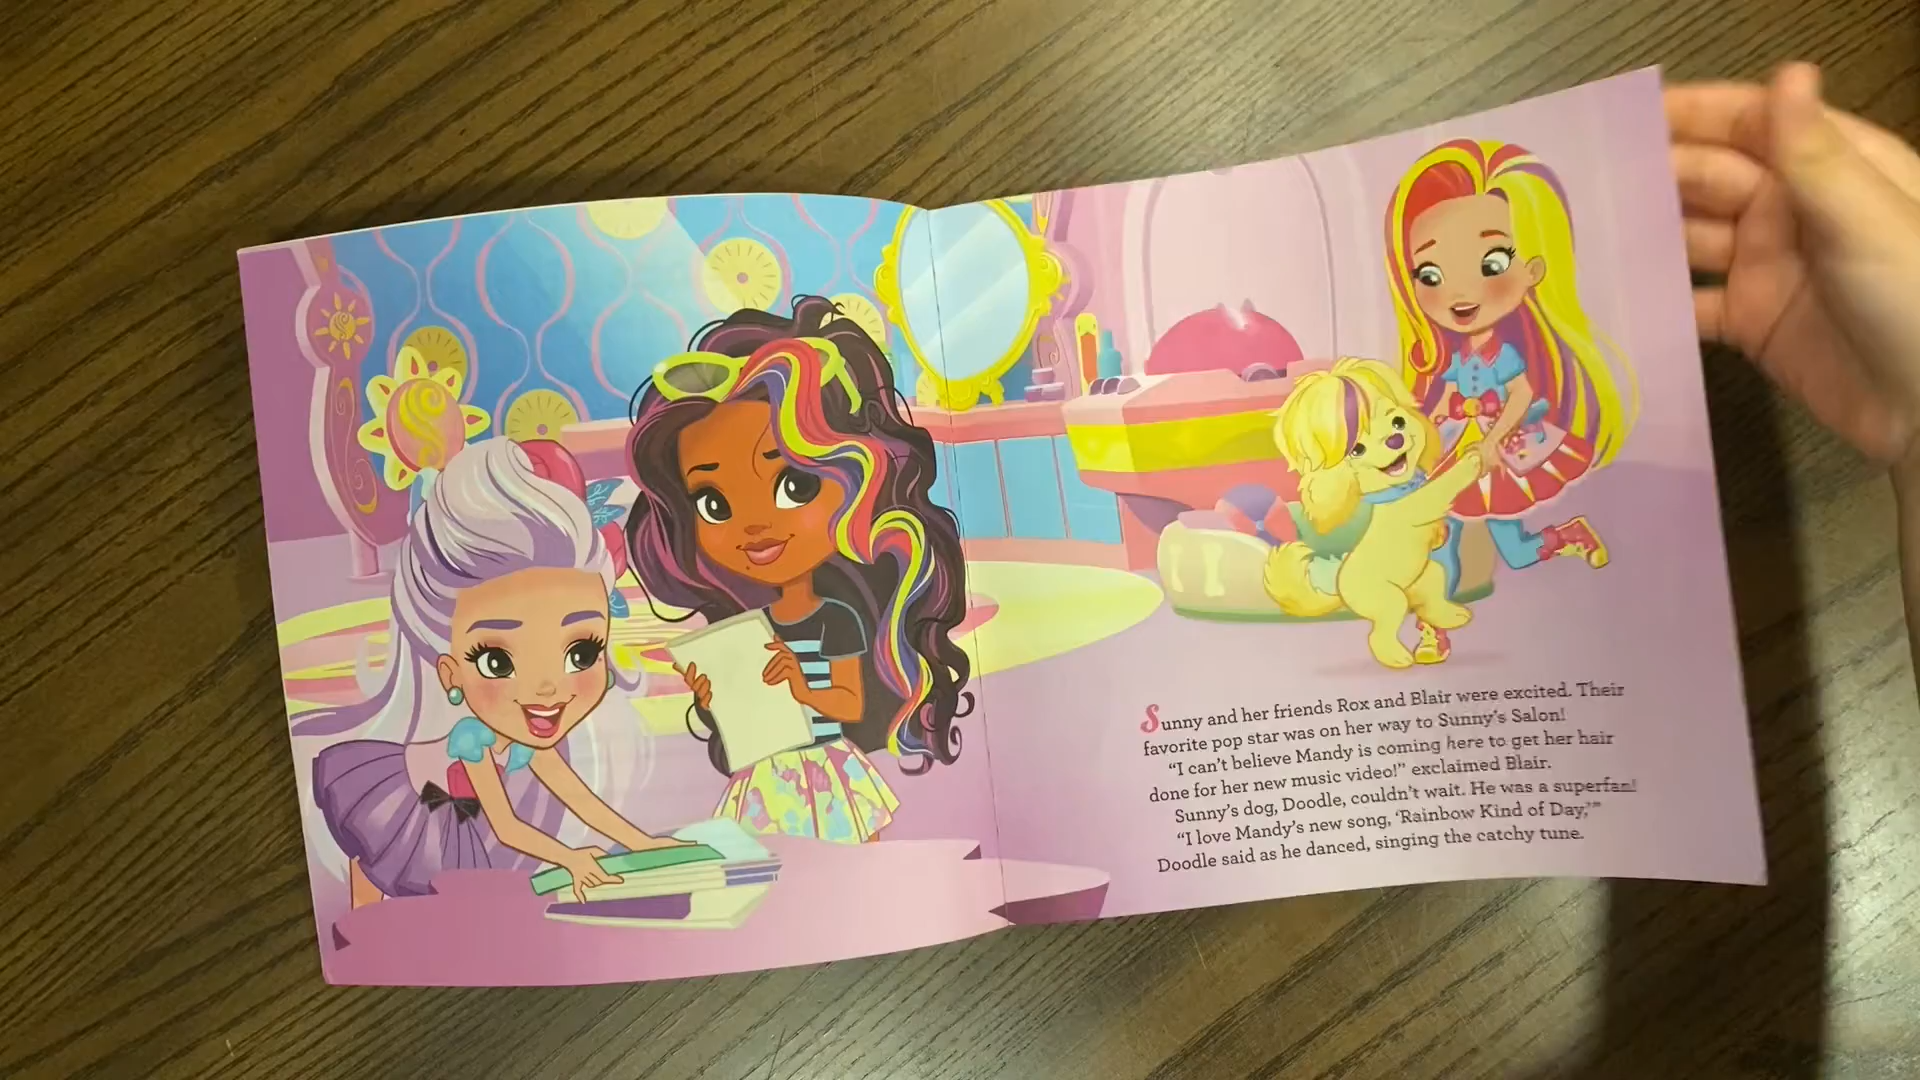 Sunny and her friends Rox and Blair were excited. Their
favorite pop star was on her way to Sunny's Salon!
"I can't believe Mandy is coming here to get her hair
done for her new music video!" exclaimed Blair.
Sunny's dog, Doodle, couldn't wait. He was a superfan!
"I love Mandy's new song, 'Rainbow Kind of Day,'"
Doodle said as he danced, singing the catchy tune.